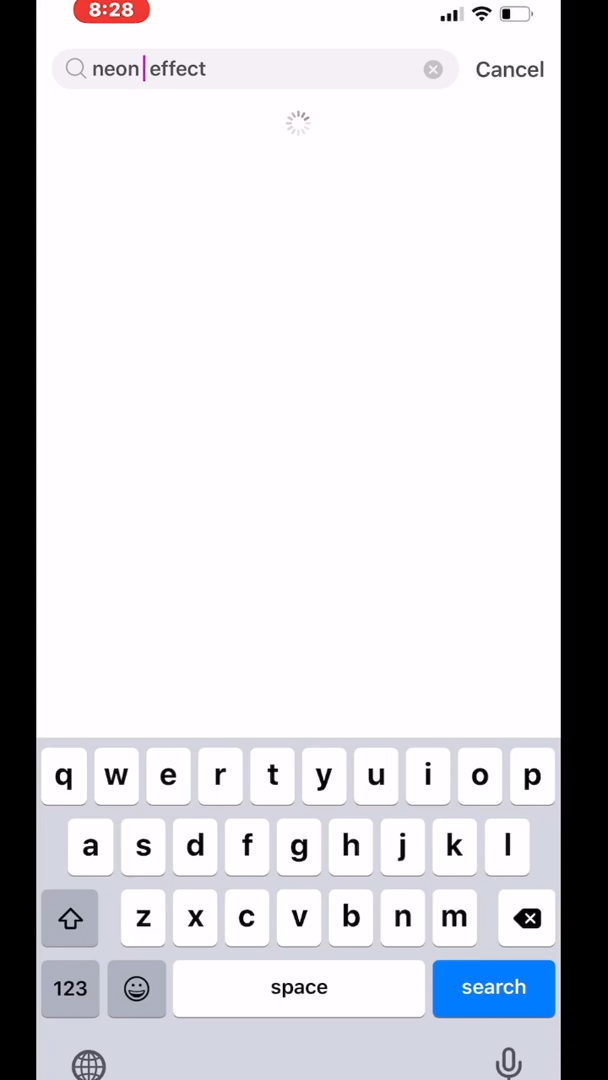 8:28
neon effect
Cancel
q w e r t y u i o p
a s d f g h j k l
z x c v b n m
123 space search